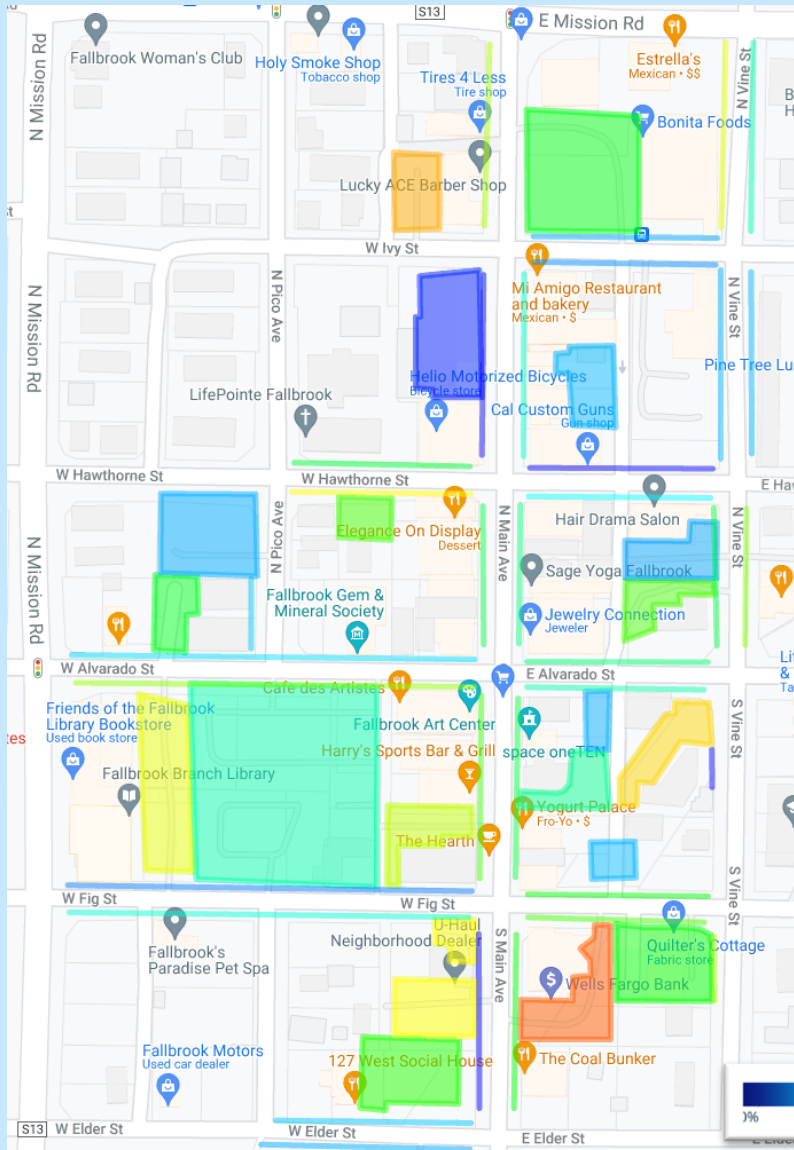 S13
E Mission Rd
Fallbrook Woman's Club
Holy Smoke Shop
Tobacco shop
Estrella's
Mexican • $$
N Mission Rd
N Vine St
Tires 4 Less
Tire shop
Bonita Foods
Lucky ACE Barber Shop
W Ivy St
Mi Amigo Restaurant
and bakery
Mexican • $
N Mission Rd
N Pico Ave
N Vine St
Helio Motorized Bicycles
Bicycle store
Pine Tree Lu
LifePointe Fallbrook
Cal Custom Guns
Gun shop
W Hawthorne St
W Hawthorne St
E Ha
Hair Drama Salon
Elegance On Display
Dessert
N Mission Rd
N Pico Ave
N Main Ave
N Vine St
Sage Yoga Fallbrook
Fallbrook Gem &
Mineral Society
Jewelry Connection
Jeweler
W Alvarado St
E Alvarado St
Cafe des Artistes
Friends of the Fallbrook
Library Bookstore
Used book store
Fallbrook Art Center
S Vine St
Harry's Sports Bar & Grill
space oneTEN
Fallbrook Branch Library
Yogurt Palace
Fro-Yo • $
The Hearth
W Fig St
W Fig St
S Vine St
U-Haul
Neighborhood Dealer
Fallbrook's
Paradise Pet Spa
S Main Ave
Quilter's Cottage
Fabric store
Wells Fargo Bank
Fallbrook Motors
Used car dealer
127 West Social House
The Coal Bunker
S13
W Elder St
W Elder St
E Elder St